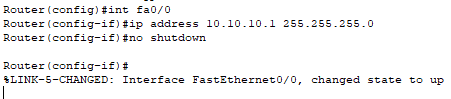 Router(config)#int fa0/0
Router(config-if)#ip address 10.10.10.1 255.255.255.0
Router(config-if)#no shutdown
Router(config-if)#
%LINK-5-CHANGED: Interface FastEthernet0/0, changed state to up